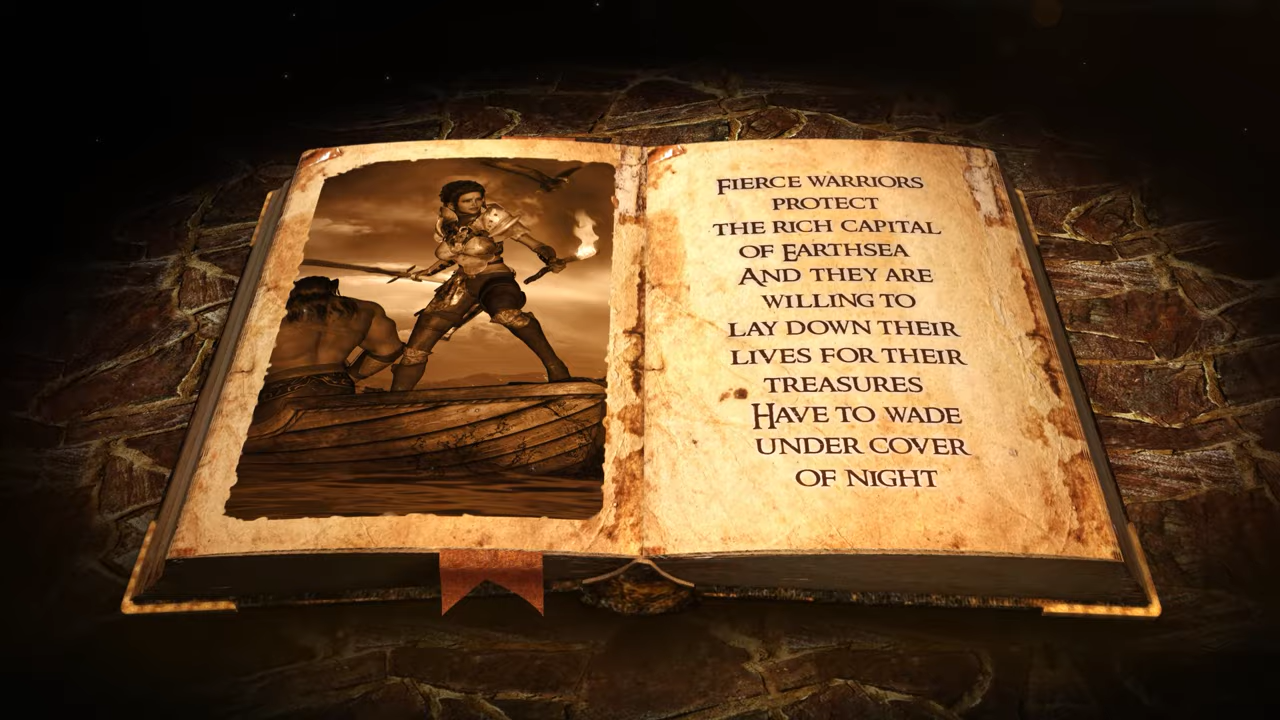 Fierce warriors
protect
the rich capital
of Earthsea
And they are
willing to
lay down their
lives for their
treasures
Have to wade
under cover
of night